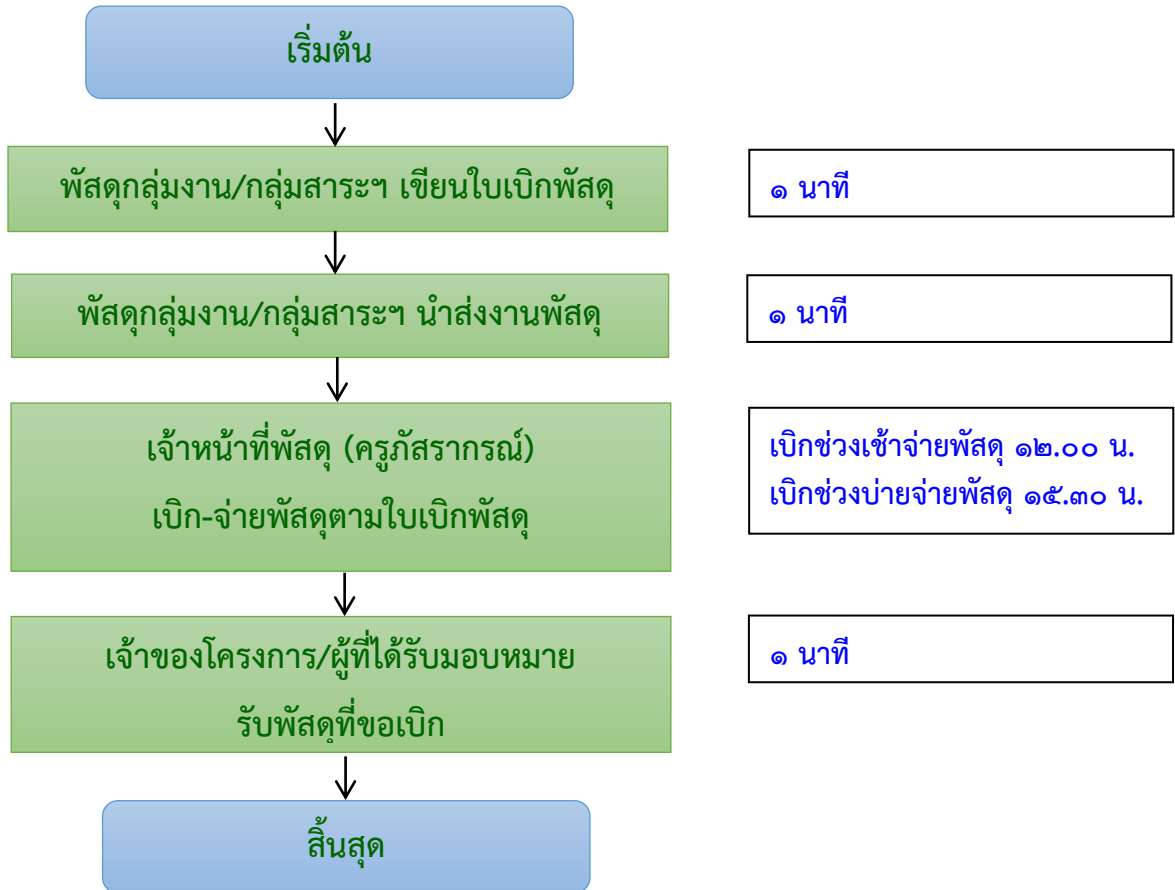 เริ่มต้น
พัสดุกลุ่มงาน/กลุ่มสาระฯ เขียนใบเบิกพัสดุ
๑ นาที
พัสดุกลุ่มงาน/กลุ่มสาระฯ นำส่งงานพัสดุ
๑ นาที
เจ้าหน้าที่พัสดุ (ครูภัสรากรณ์)
เบิก-จ่ายพัสดุตามใบเบิกพัสดุ
เบิกช่วงเช้าจ่ายพัสดุ ๑๒.๐๐ น.
เบิกช่วงบ่ายจ่ายพัสดุ ๑๕.๓๐ น.
เจ้าของโครงการ/ผู้ที่ได้รับมอบหมาย
รับพัสดุที่ขอเบิก
๑ นาที
สิ้นสุด